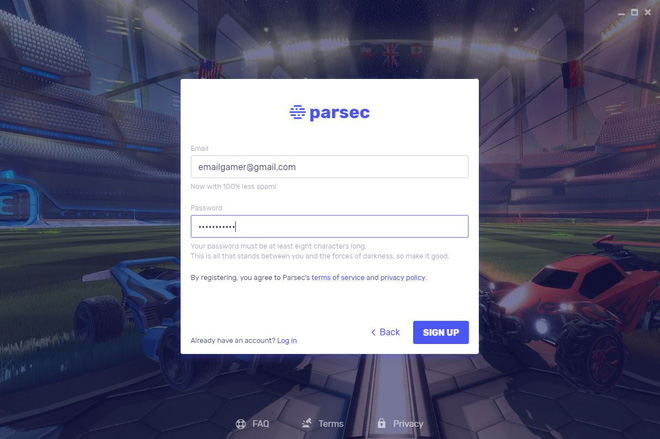 parsec
Email
emailgamer@gmail.com
Now with 100% less spam!
Password
•••••••••••
Your password must be at least eight characters long.
This is all that stands between you and the forces of darkness, so make it good.
By registering, you agree to Parsec's terms of service and privacy policy.
Already have an account? Log in
Back
SIGN UP
FAQ
Terms
Privacy